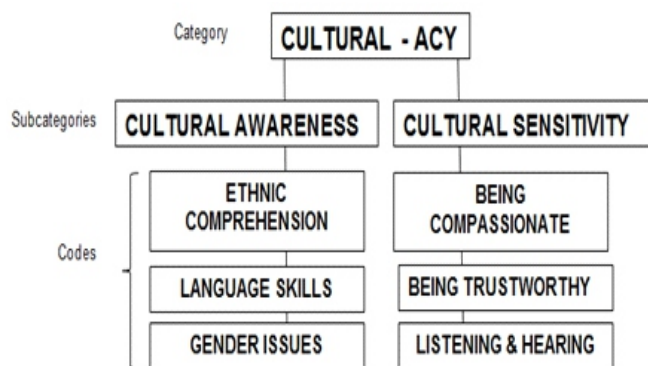 Category
CULTURAL - ACY
Subcategories
CULTURAL AWARENESS
CULTURAL SENSITIVITY
Codes
ETHNIC
COMPREHENSION
BEING
COMPASSIONATE
LANGUAGE SKILLS
BEING TRUSTWORTHY
GENDER ISSUES
LISTENING & HEARING